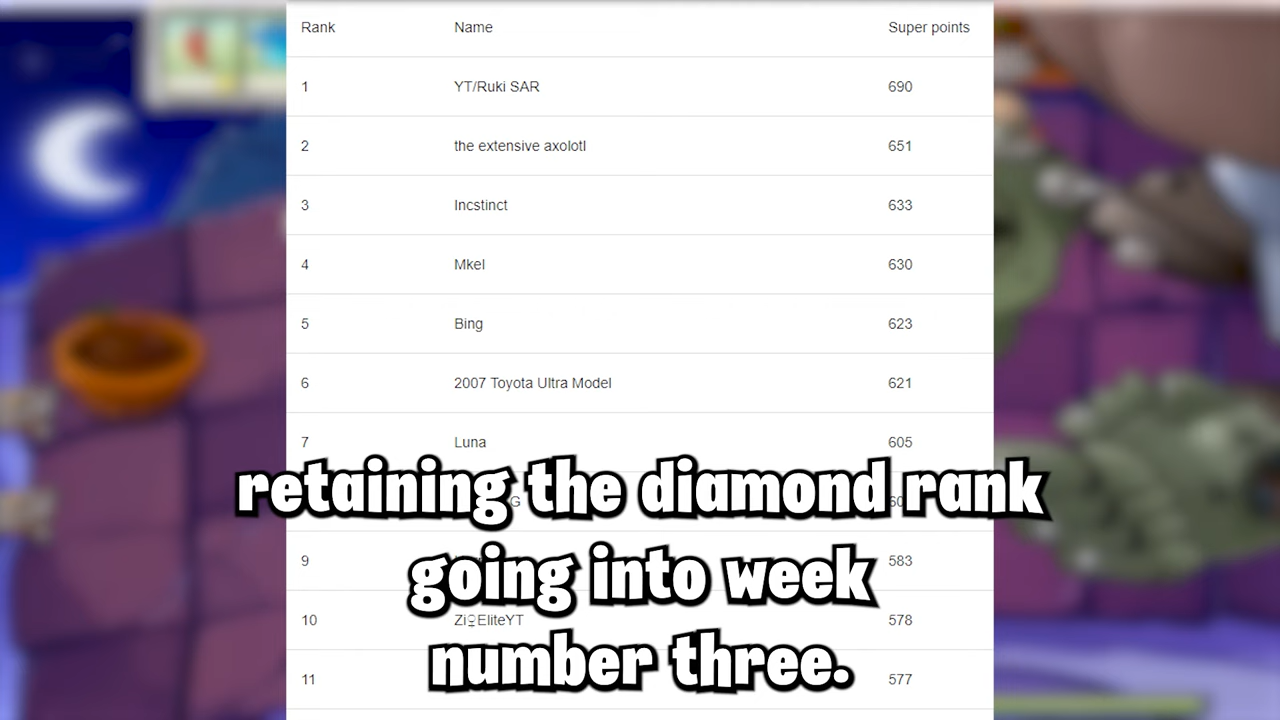 Rank Name Super points
1 YT/Ruki SAR 690
2 the extensive axolotl 651
3 Incstinct 633
4 Mkel 630
5 Bing 623
6 2007 Toyota Ultra Model 621
7 Luna 605
retaining the diamond rank
9 583
going into week
10 Zi⚴EliteYT 578
number three.
11 577